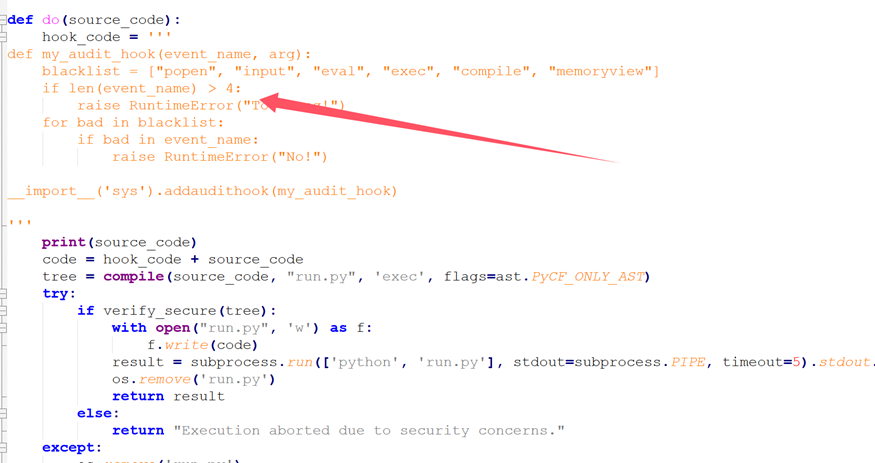 def do(source_code):
    hook_code = '''
def my_audit_hook(event_name, arg):
    blacklist = ["popen", "input", "eval", "exec", "compile", "memoryview"]
    if len(event_name) > 4:
        raise RuntimeError("To !")
    for bad in blacklist:
        if bad in event_name:
            raise RuntimeError("No!")

__import__('sys').addaudithook(my_audit_hook)

'''
    print(source_code)
    code = hook_code + source_code
    tree = compile(source_code, "run.py", 'exec', flags=ast.PyCF_ONLY_AST)
    try:
        if verify_secure(tree):
            with open("run.py", 'w') as f:
                f.write(code)
            result = subprocess.run(['python', 'run.py'], stdout=subprocess.PIPE, timeout=5).stdout.
            os.remove('run.py')
            return result
        else:
            return "Execution aborted due to security concerns."
    except: